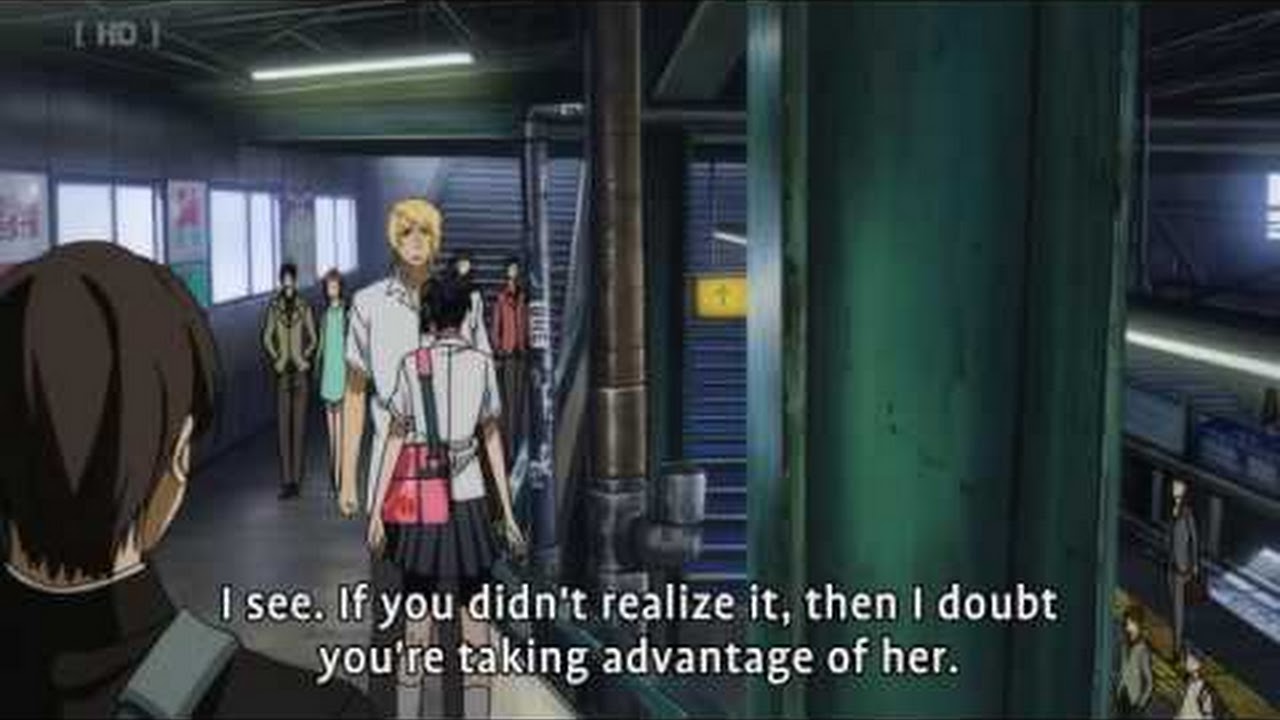 [ HD ]
I see. If you didn't realize it, then I doubt
you're taking advantage of her.